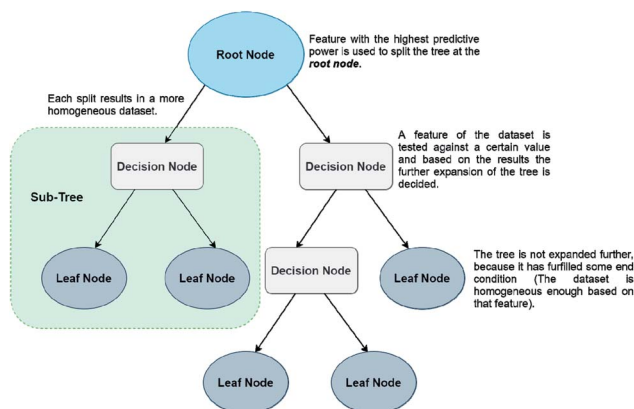 Feature with the highest predictive
power is used to split the tree at the
root node.
Root Node
Each split results in a more
homogeneous dataset.
A feature of the dataset is
tested against a certain value
and based on the results the
further expansion of the tree is
decided.
Decision Node
Decision Node
Sub-Tree
Leaf Node
Leaf Node
Decision Node
Leaf Node
The tree is not expanded further,
because it has furfilled some end
condition (The dataset is
homogeneous enough based on
that feature).
Leaf Node
Leaf Node